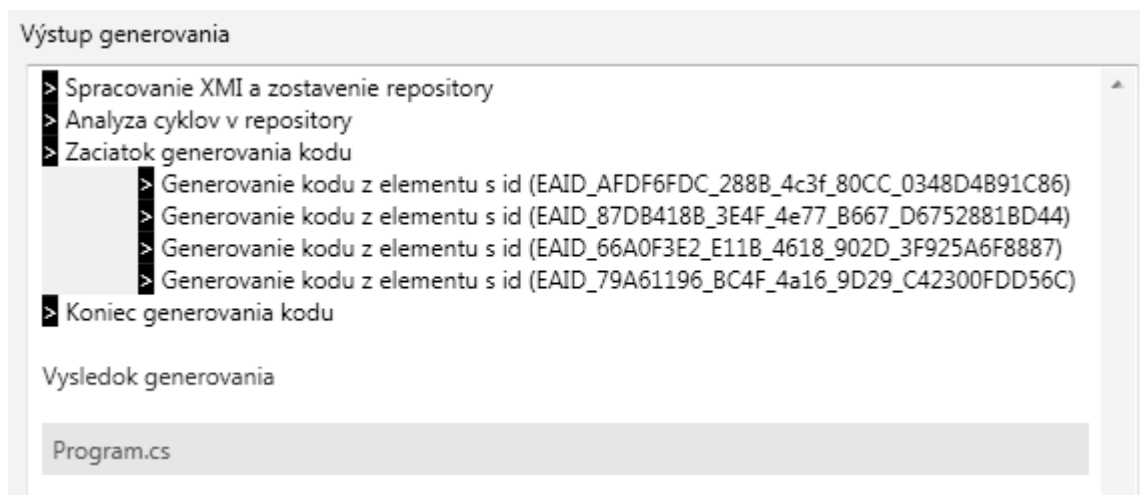 Výstup generovania
> Spracovanie XMI a zostavenie repository
> Analyza cyklov v repository
> Zaciatok generovania kodu
> Generovanie kodu z elementu s id (EAID_AFDF6FDC_288B_4c3f_80CC_0348D4B91C86)
> Generovanie kodu z elementu s id (EAID_87DB418B_3E4F_4e77_B667_D6752881BD44)
> Generovanie kodu z elementu s id (EAID_66A0F3E2_E11B_4618_902D_3F925A6F8887)
> Generovanie kodu z elementu s id (EAID_79A61196_BC4F_4a16_9D29_C42300FDD56C)
> Koniec generovania kodu
Vysledok generovania
Program.cs